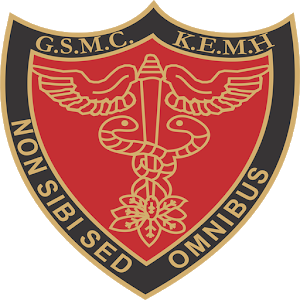 G.S.M.C. K.E.M.H
NON SIBI SED OMNIBUS